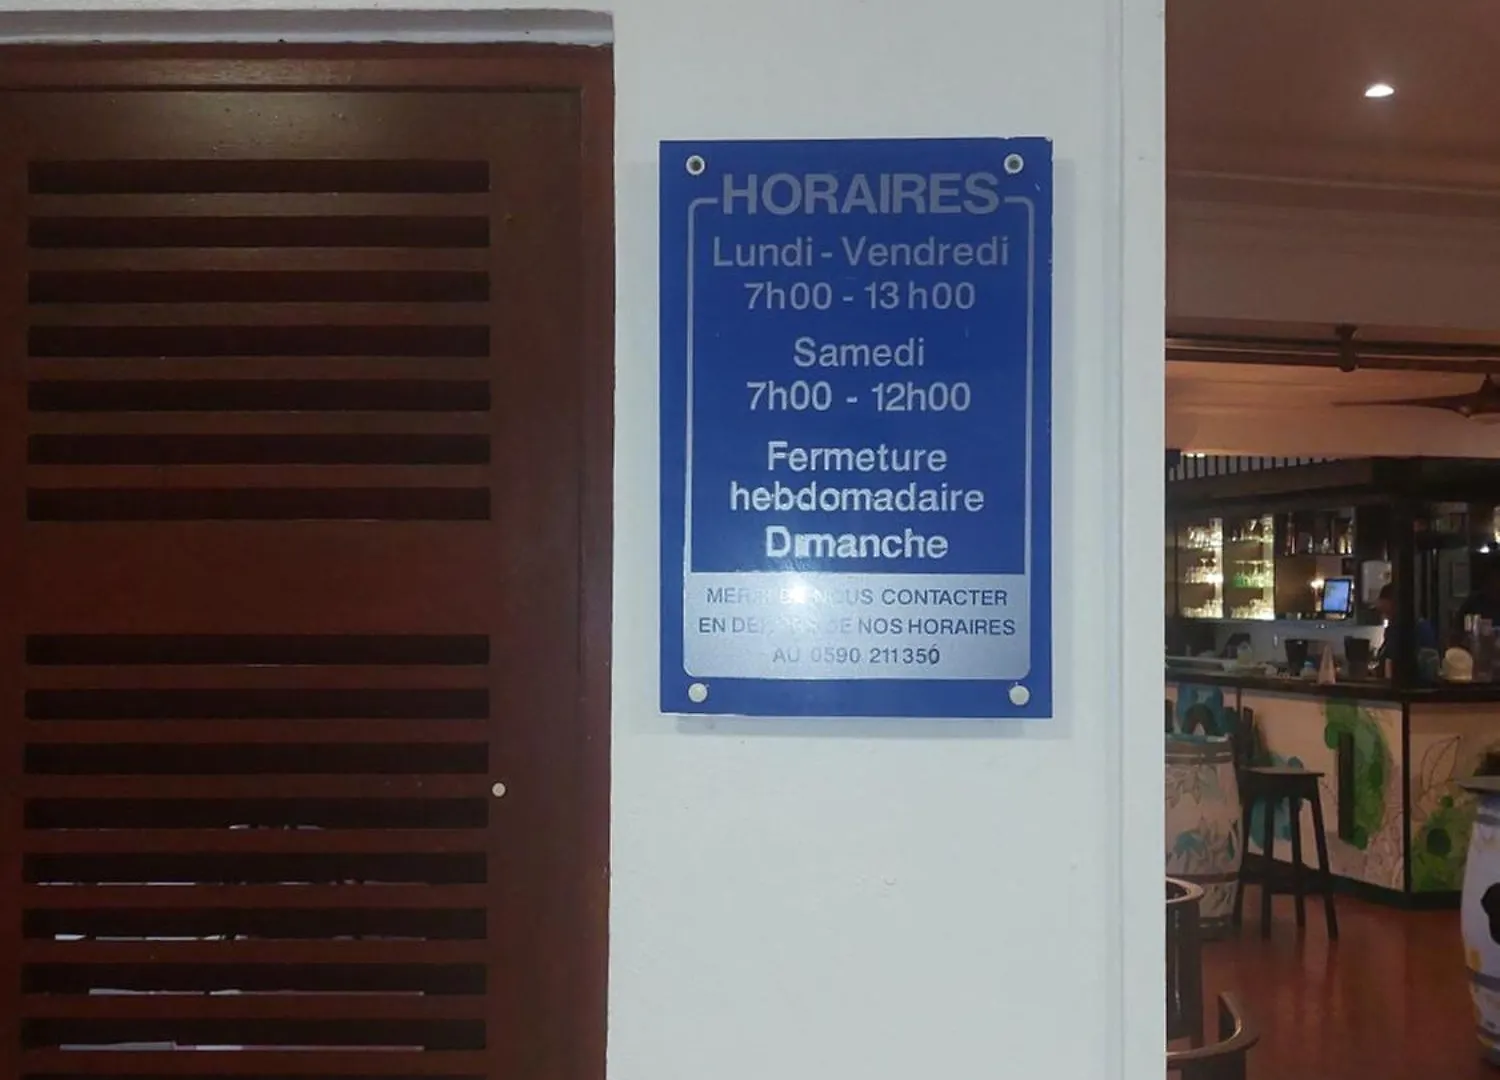 HORAIRES
Lundi - Vendredi
7h00 - 13h00
Samedi
7h00 - 12h00
Fermeture
hebdomadaire
Dimanche
NOUS CONTACTER
EN DE NOS HORAIRES
AU 0590 211350